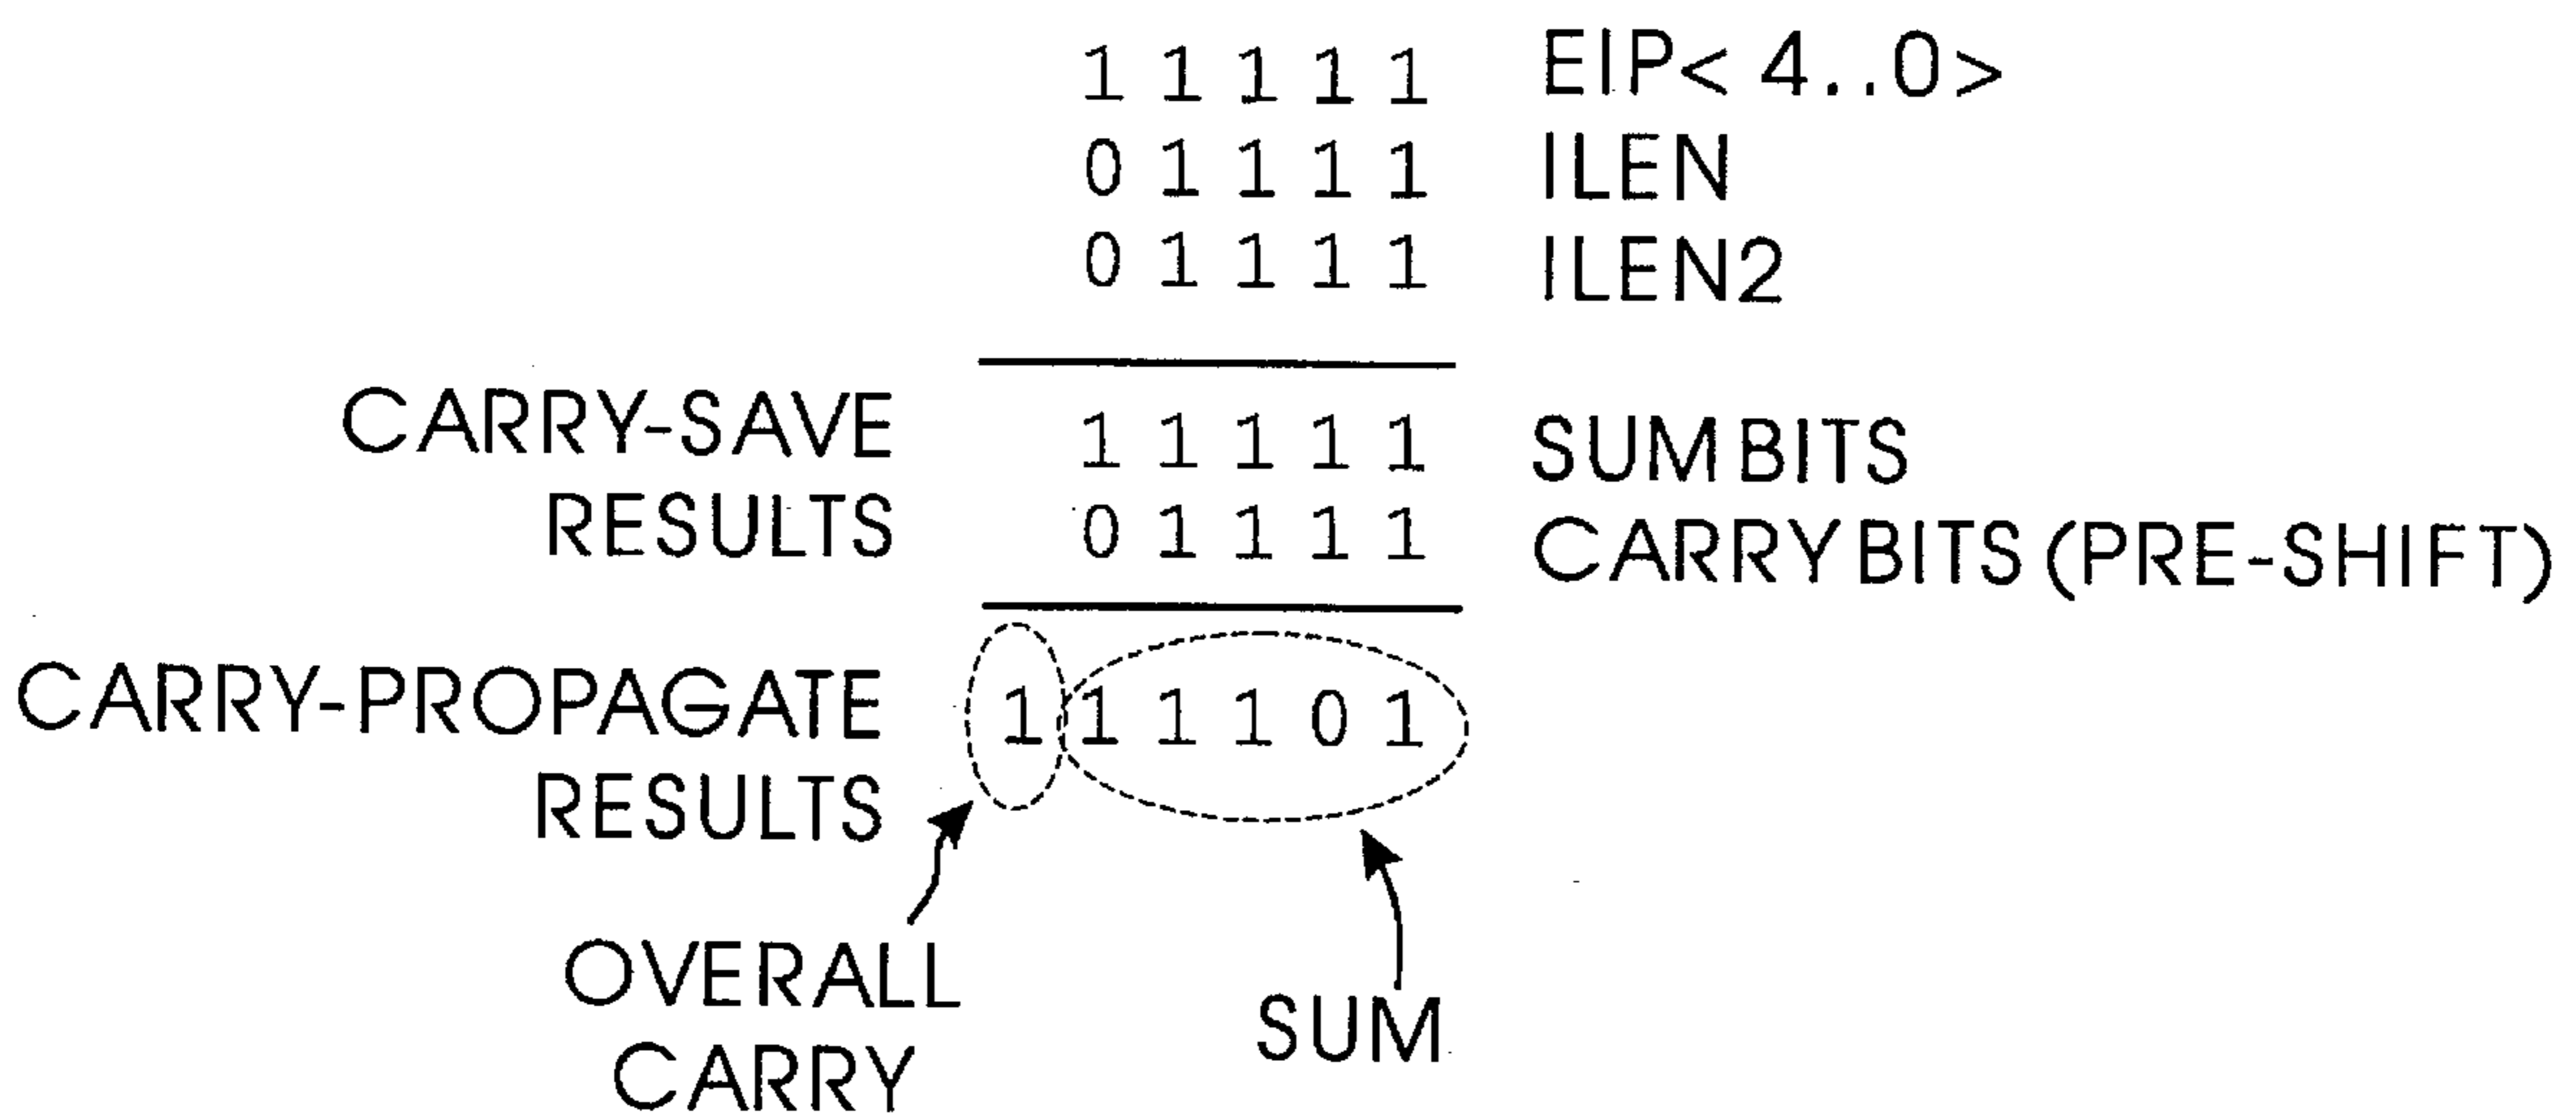 1 1 1 1 1 EIP< 4..0>
0 1 1 1 1 ILEN
0 1 1 1 1 ILEN2
CARRY-SAVE 1 1 1 1 1 SUM BITS
RESULTS 0 1 1 1 1 CARRY BITS (PRE-SHIFT)
CARRY-PROPAGATE 1 1 1 1 0 1
RESULTS
OVERALL
CARRY
SUM